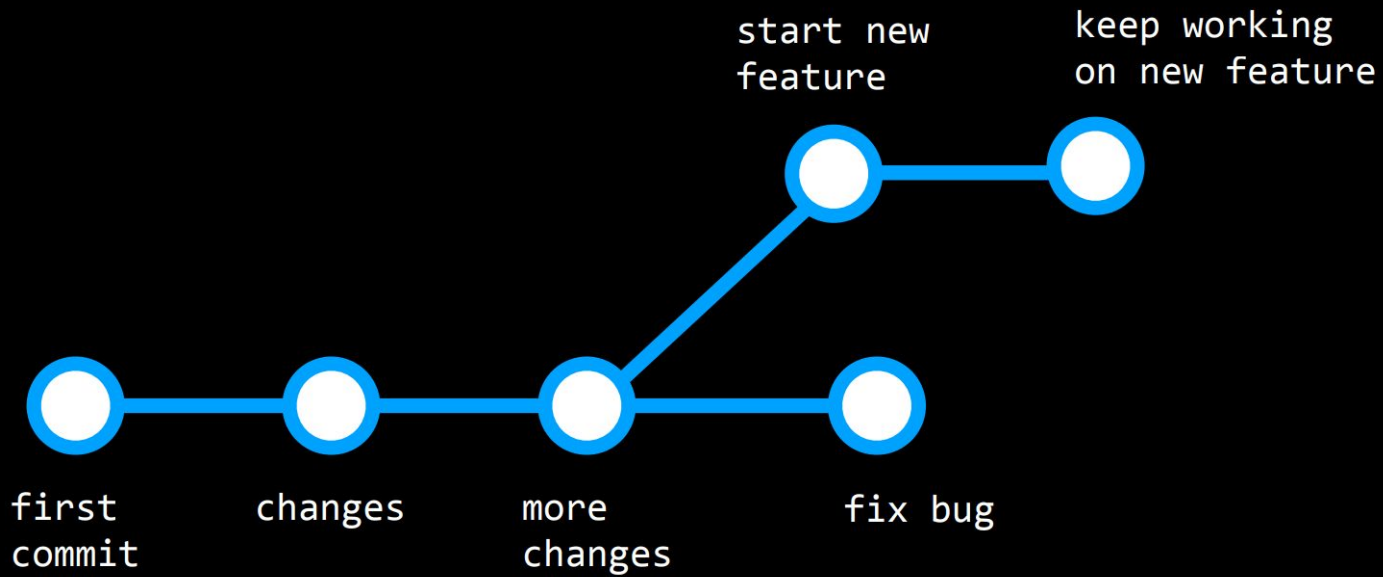 start new
feature
keep working
on new feature
first
commit
changes
more
changes
fix bug